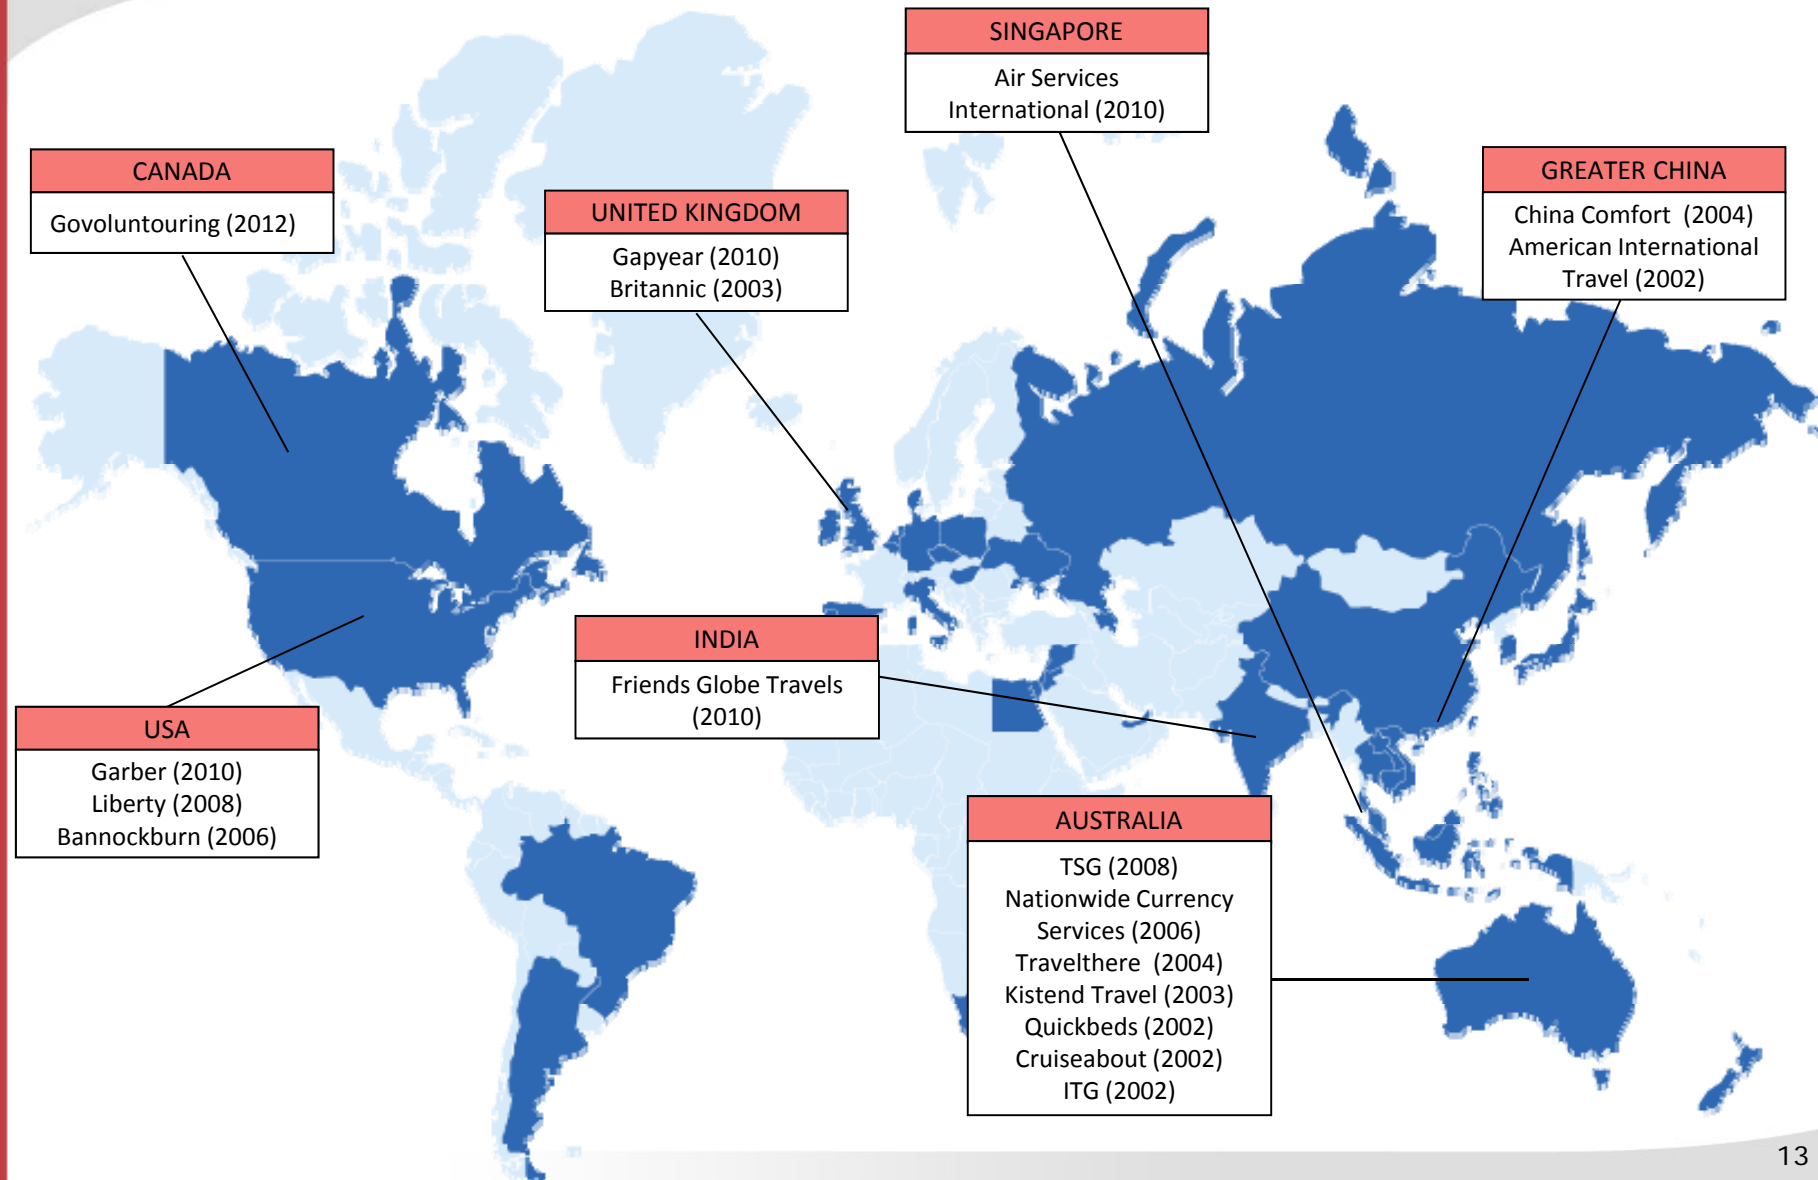 SINGAPORE
Air Services
International (2010)
CANADA
Govoluntouring (2012)
UNITED KINGDOM
Gapyear (2010)
Britannic (2003)
GREATER CHINA
China Comfort  (2004)
American International
Travel (2002)
INDIA
Friends Globe Travels
(2010)
USA
Garber (2010)
Liberty (2008)
Bannockburn (2006)
AUSTRALIA
TSG (2008)
Nationwide Currency
Services (2006)
Travelthere  (2004)
Kistend Travel (2003)
Quickbeds (2002)
Cruiseabout (2002)
ITG (2002)
13